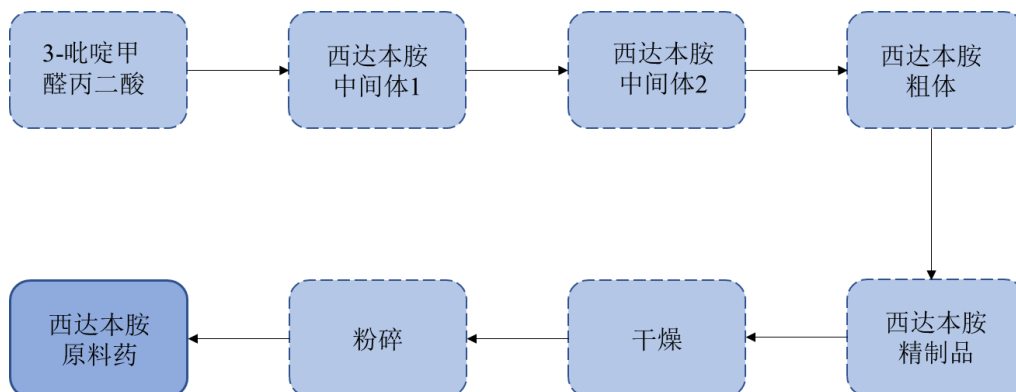 3-吡啶甲
醛丙二酸
西达本胺
中间体1
西达本胺
中间体2
西达本胺
粗体
西达本胺
精制品
干燥
粉碎
西达本胺
原料药